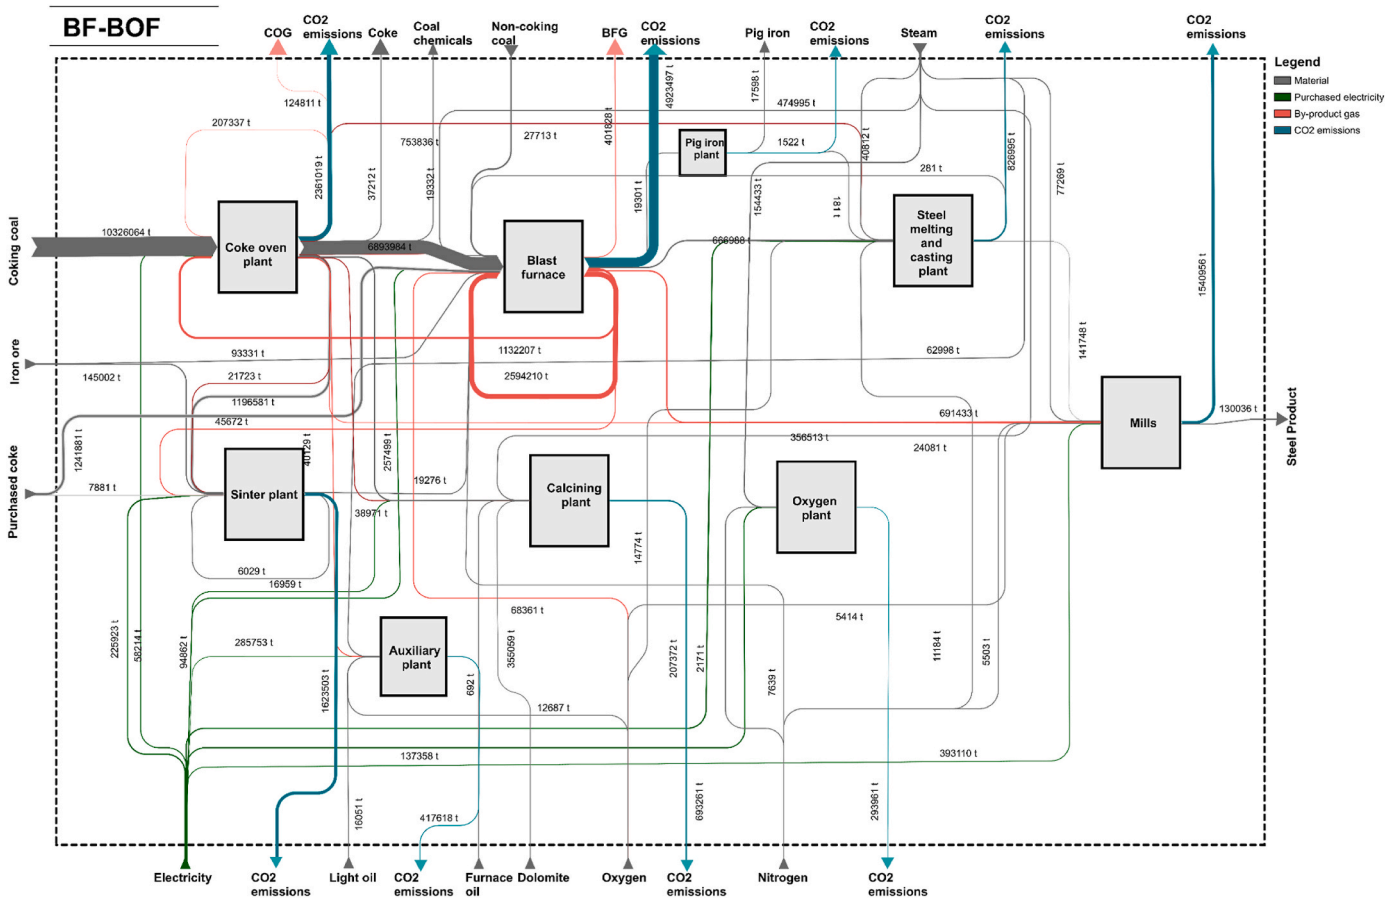 BF-BOF
COG
CO2
emissions
Coke
Coal
chemicals
Non-coking
coal
BFG
CO2
emissions
Pig iron
CO2
emissions
Steam
CO2
emissions
CO2
emissions
Legend
Material
Purchased electricity
By-product gas
CO2 emissions
124811 t
207337 t
2361019 t
37212 t
19332 t
753836 t
27713 t
401828 t
4923497 t
17598 t
474995 t
Pig iron
plant
1522 t
40812 t
826995 t
281 t
77269 t
19301 t
154433 t
181 t
Coking coal
10326064 t
Coke oven
plant
6893984 t
Blast
furnace
666988 t
Steel
melting
and
casting
plant
1540956 t
Iron ore
93331 t
145002 t
21723 t
1132207 t
62998 t
141748 t
2594210 t
1196581 t
45672 t
691433 t
Mills
130036 t
Steel Product
Purchased coke
1241881 t
7881 t
40129 t
257499 t
356513 t
24081 t
Sinter plant
19276 t
38971 t
Calcining
plant
Oxygen
plant
14774 t
6029 t
16959 t
68361 t
5414 t
225923 t
58214 t
94862 t
285753 t
Auxiliary
plant
692 t
355059 t
207372 t
2171 t
7639 t
11184 t
5503 t
1623503 t
12687 t
137358 t
393110 t
16051 t
417618 t
693261 t
293961 t
Electricity
CO2
emissions
Light oil
CO2
emissions
Furnace
oil
Dolomite
Oxygen
CO2
emissions
Nitrogen
CO2
emissions